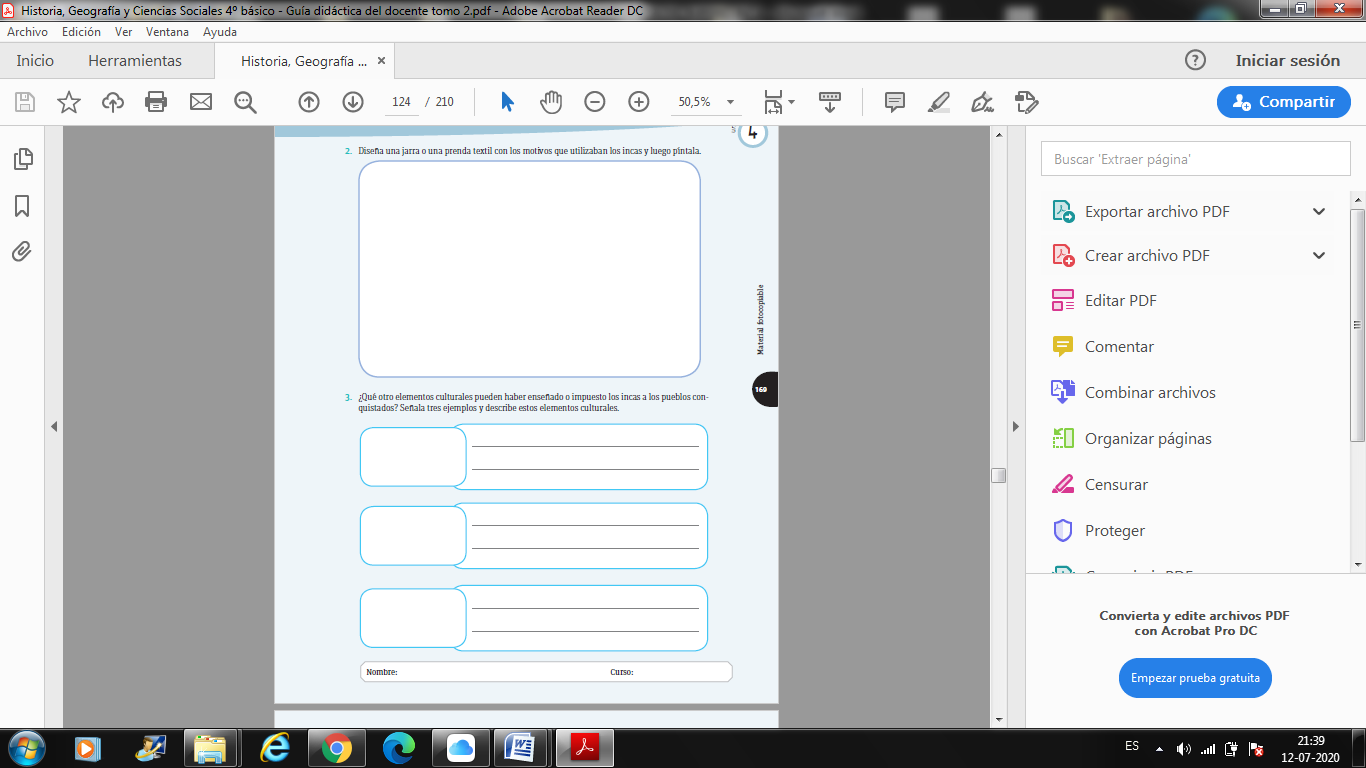 Historia, Geografía y Ciencias Sociales 4º básico - Guía didáctica del docente tomo 2.pdf - Adobe Acrobat Reader DC
Archivo Edición Ver Ventana Ayuda
Inicio Herramientas Historia, Geografía ... × ? Iniciar sesión
124 / 210 50,5% Compartir
4
2. Diseña una jarra o una prenda textil con los motivos que utilizaban los incas y luego píntala.
Material fotocopiable
169
3. ¿Qué otro elementos culturales pueden haber enseñado o impuesto los incas a los pueblos con-
quistados? Señala tres ejemplos y describe estos elementos culturales.
Nombre: Curso:
Buscar 'Extraer página'
Exportar archivo PDF
Crear archivo PDF
Editar PDF
Comentar
Combinar archivos
Organizar páginas
Censurar
Proteger
Convierta y edite archivos PDF
con Acrobat Pro DC
Empezar prueba gratuita
ES
21:39
12-07-2020